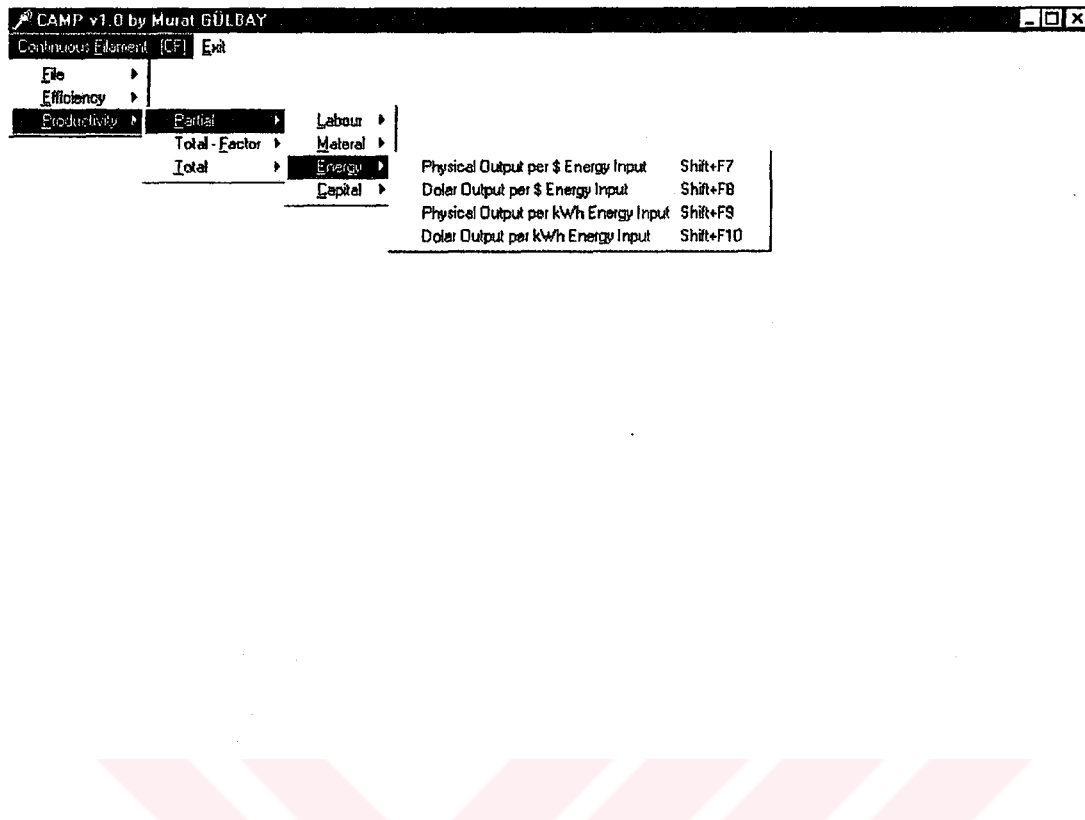 CAMP v1.0 by Murat GÜLBAY
Continuous Filament [CF] Exit
File
Efficiency
Productivity
Partial
Total - Factor
Total
Labour
Materal
Energy
Capital
Physical Output per $ Energy Input Shift+F7
Dolar Output per $ Energy Input Shift+F8
Physical Output per kWh Energy Input Shift+F9
Dolar Output per kWh Energy Input Shift+F10